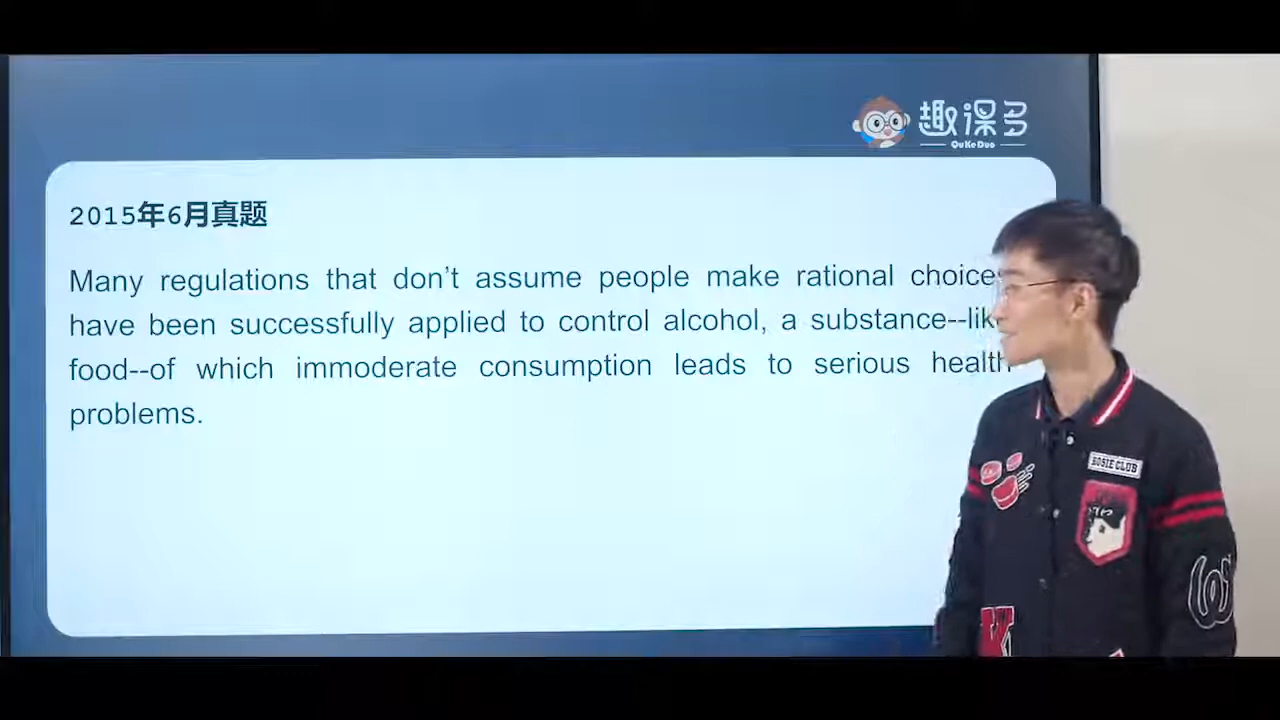 趣课多
QuKeDuo
2015年6月真题
Many regulations that don't assume people make rational choices
have been successfully applied to control alcohol, a substance--like
food--of which immoderate consumption leads to serious health
problems.
ROSIE CLUB
K